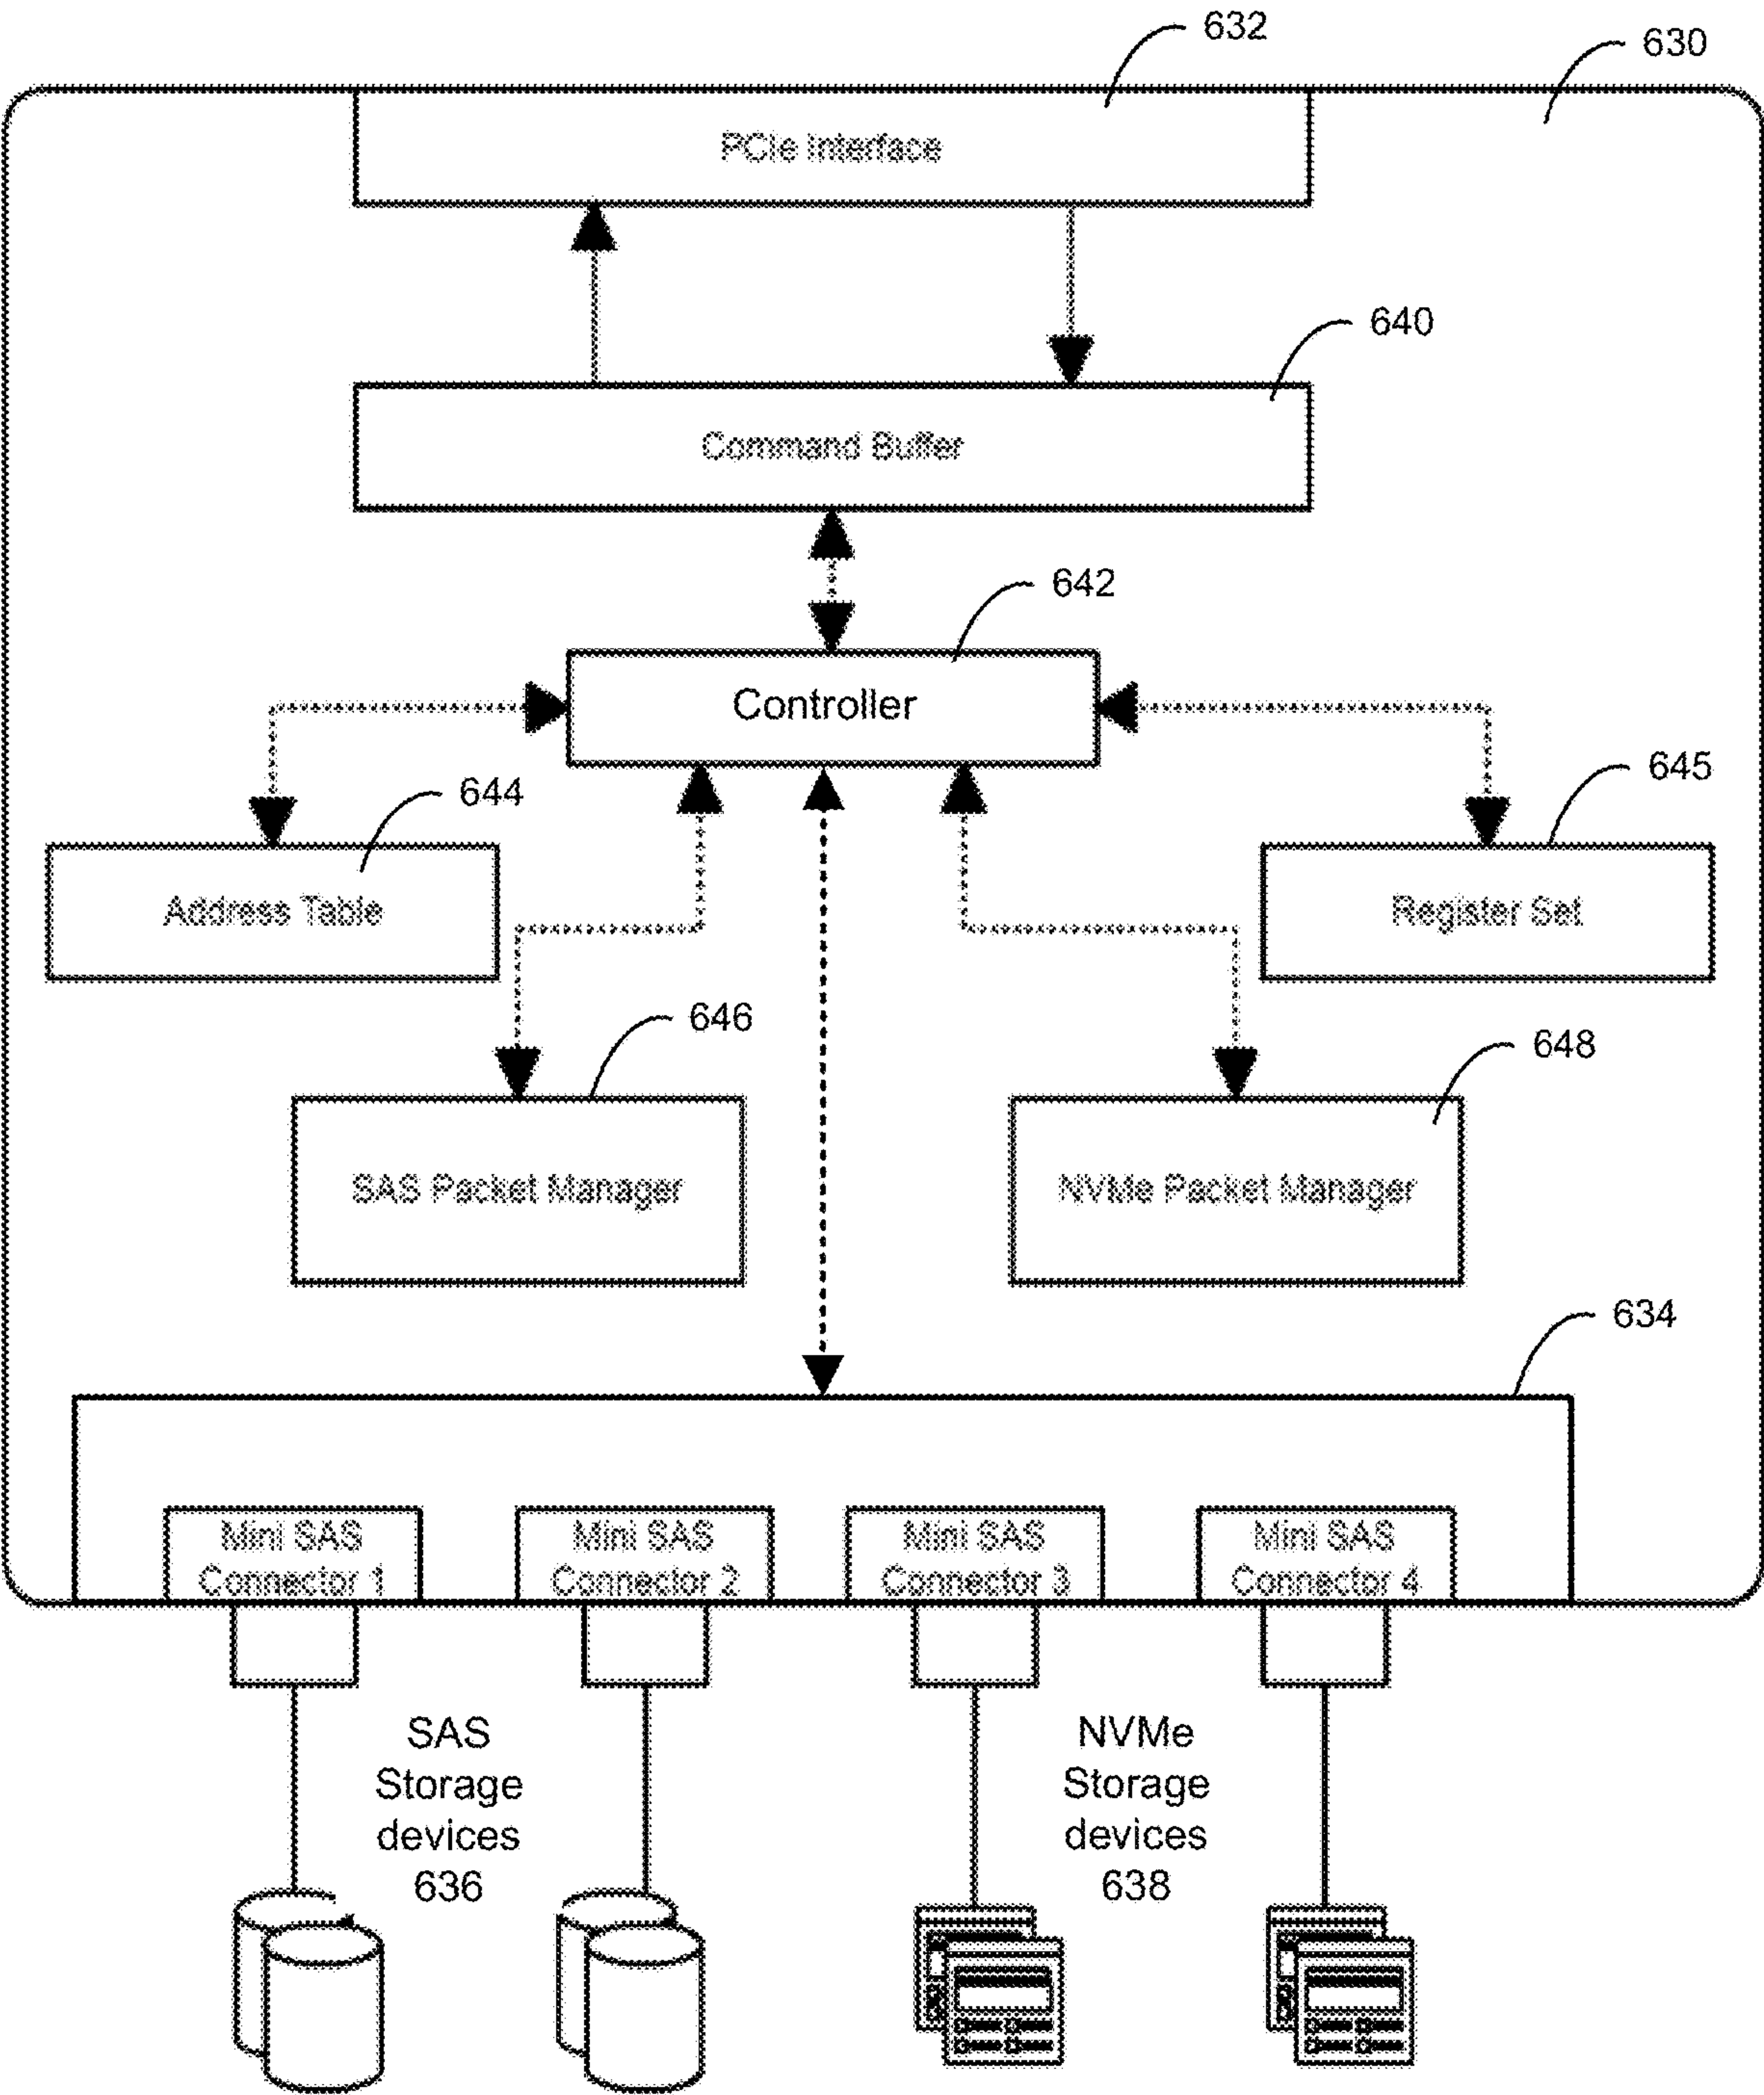 632
630
PCIe Interface
640
Command Buffer
642
Controller
645
644
Address Table
Register Set
646
648
SAS Packet Manager
NVMe Packet Manager
634
Mini SAS
Connector 1
Mini SAS
Connector 2
Mini SAS
Connector 3
Mini SAS
Connector 4
SAS
Storage
devices
636
NVMe
Storage
devices
638